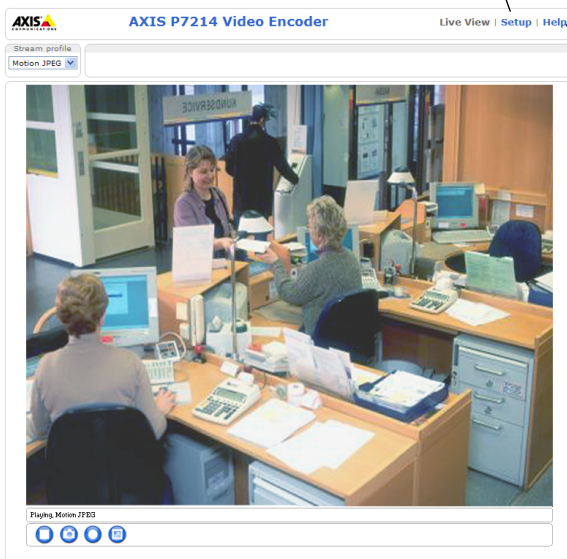 AXIS COMMUNICATIONS
AXIS P7214 Video Encoder
Live View | Setup | Help
Stream profile
Motion JPEG
KUNDSERVICE
Playing, Motion JPEG